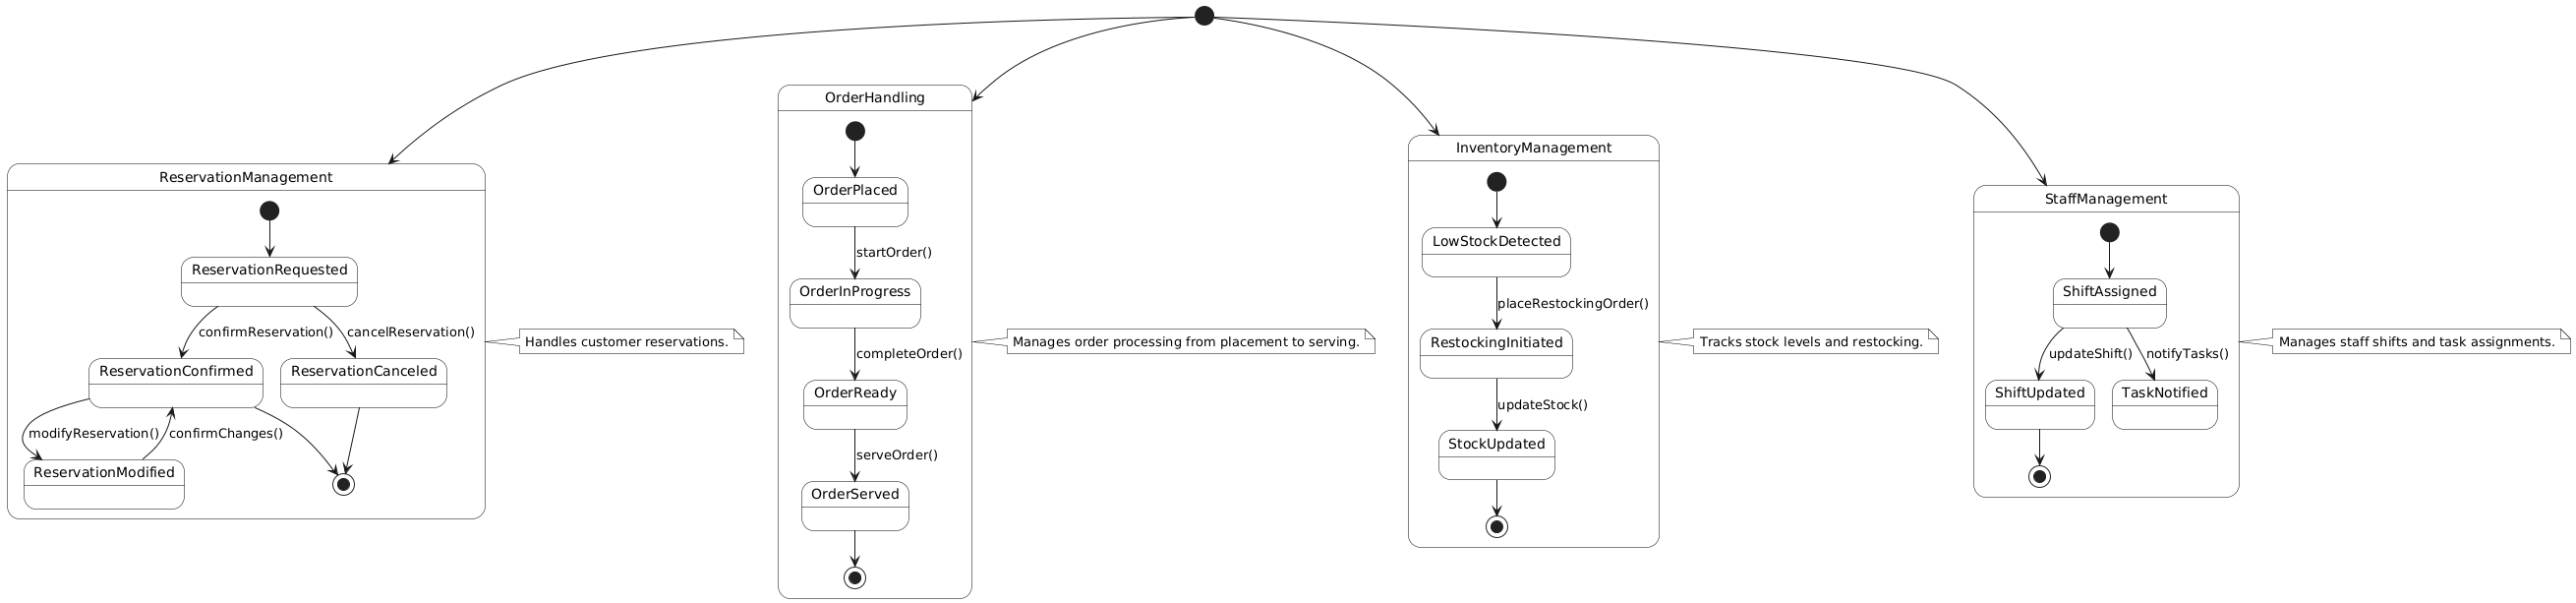 ReservationManagement
ReservationRequested
confirmReservation()
cancelReservation()
ReservationConfirmed
ReservationCanceled
modifyReservation()
confirmChanges()
ReservationModified
Handles customer reservations.
OrderHandling
OrderPlaced
startOrder()
OrderInProgress
completeOrder()
OrderReady
serveOrder()
OrderServed
Manages order processing from placement to serving.
InventoryManagement
LowStockDetected
placeRestockingOrder()
RestockingInitiated
updateStock()
StockUpdated
Tracks stock levels and restocking.
StaffManagement
ShiftAssigned
updateShift()
notifyTasks()
ShiftUpdated
TaskNotified
Manages staff shifts and task assignments.